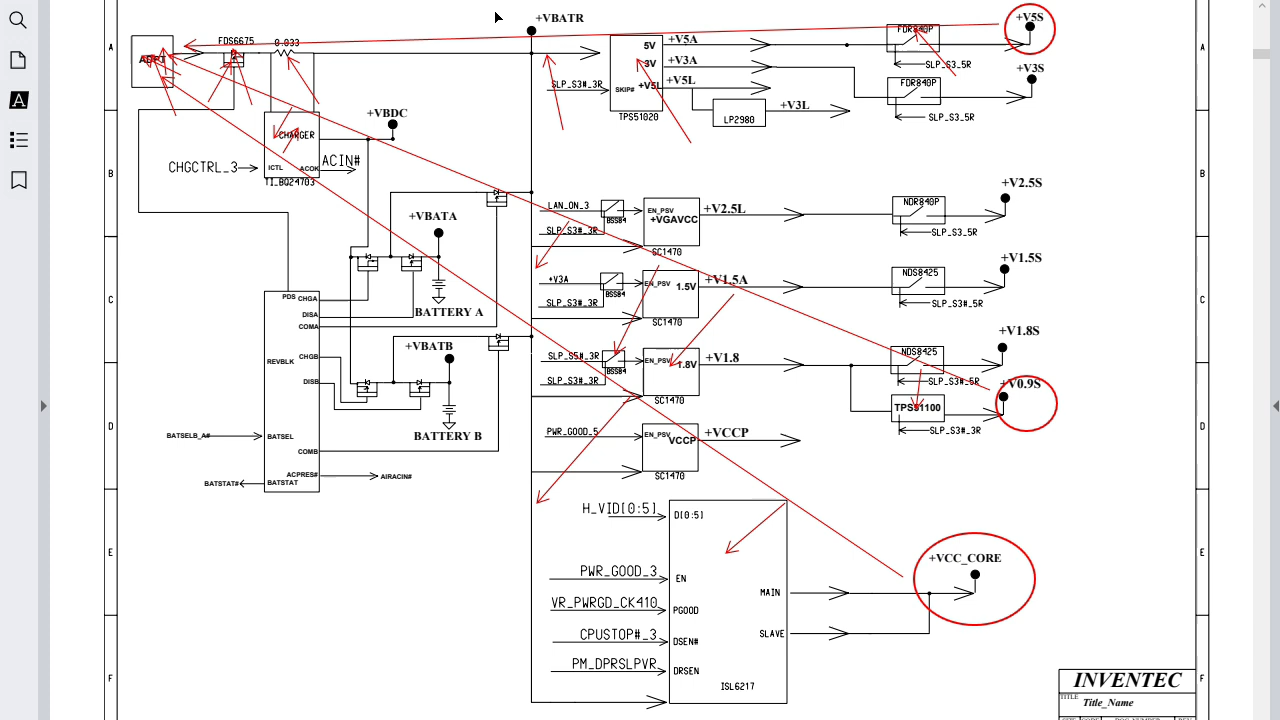 +VBATR
+V5S
A
A
FDS6675
0.033
ADPT
5V
+V5A
FDR840P
3V
+V3A
SLP_S3_5R
+V3S
SLP_S3#_3R
+V5L
+V5L
FDR840P
SKIP#
+V3L
TPS51020
LP2980
SLP_S3_5R
+VBDC
CHARGER
B
B
CHGCTRL_3
ICTL
ACOK
ACIN#
TI_BQ24703
+V2.5S
LAN_ON_3
EN_PSV
+V2.5L
NDR840P
+VGAVCC
BSS84
SLP_S3#_3R
SLP_S3_5R
+VBATA
SC1470
+V1.5S
+V3A
EN_PSV
1.5V
+V1.5A
NDS8425
BSS84
SLP_S3#_3R
SLP_S3#_5R
C
C
PDS
CHGA
DISA
BATTERY A
COMA
SC1470
+V1.8S
+VBATB
SLP_S5#_3R
EN_PSV
+V1.8
NDS8425
CHGB
REVBLK
1.8V
BSS84
SLP_S3#_3R
SLP_S3#_5R
DISB
+V0.9S
SC1470
TPS51100
D
D
BATSELB_A#
BATSEL
BATTERY B
PWR_GOOD_5
EN_PSV
VCCP
+VCCP
SLP_S3#_3R
COMB
SC1470
ACPRES#
AIRACIN#
BATSTAT#
BATSTAT
H_VID[0:5]
D[0:5]
E
E
+VCC_CORE
PWR_GOOD_3
EN
MAIN
VR_PWRGD_CK410
PGOOD
CPUSTOP#_3
DSEN#
SLAVE
PM_DPRSLPVR
DRSEN
F
F
ISL6217
INVENTEC
TITLE
Title_Name